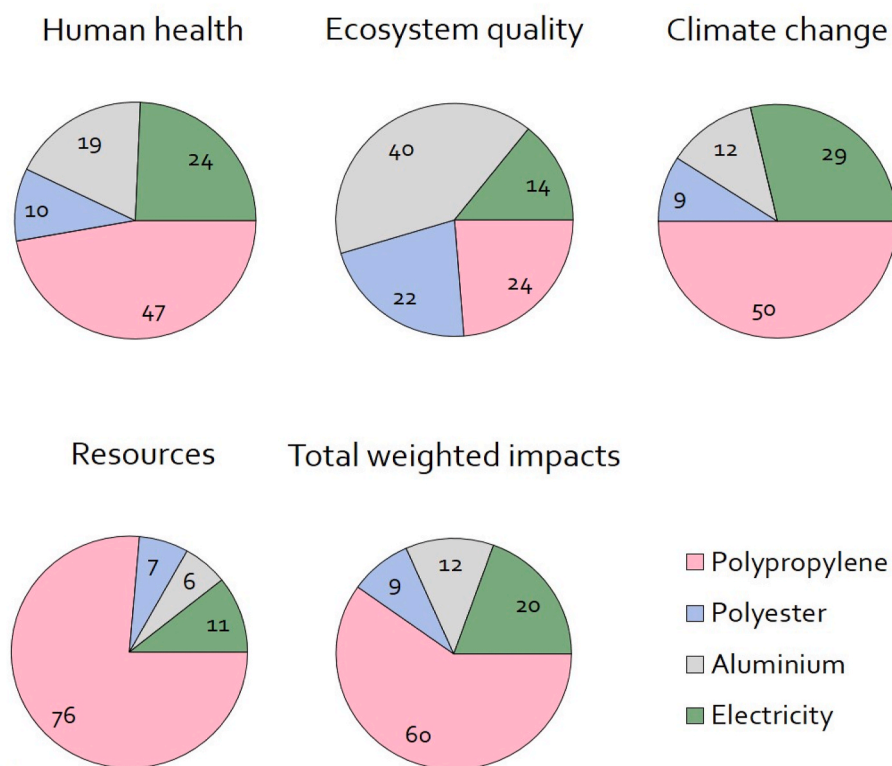 Human health
Ecosystem quality
Climate change
19
24
10
47
40
14
22
24
12
29
9
50
Resources
Total weighted impacts
7
6
11
76
9
12
20
60
Polypropylene
Polyester
Aluminium
Electricity